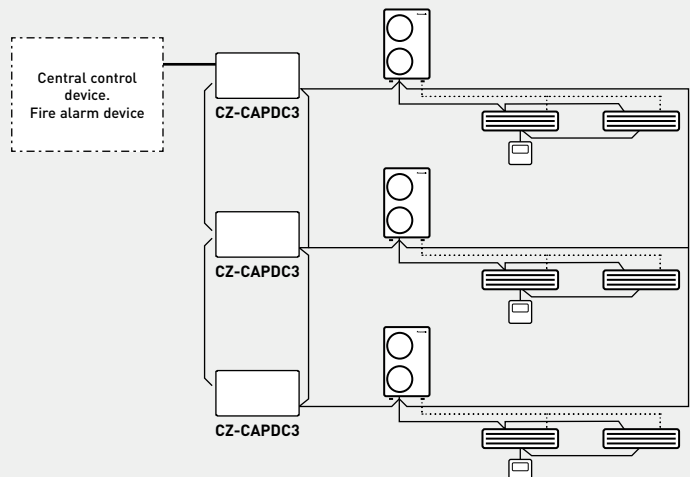 Central control
device.
Fire alarm device
CZ-CAPDC3
CZ-CAPDC3
CZ-CAPDC3